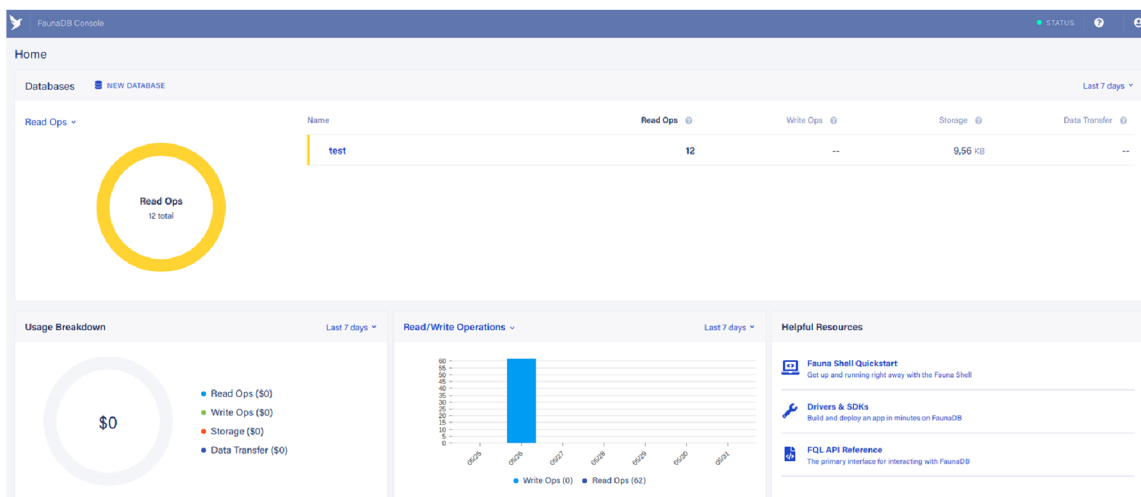 FaunaDB Console
STATUS
Home
Databases NEW DATABASE Last 7 days
Read Ops
Read Ops
12 total
Name Read Ops Write Ops Storage Data Transfer
test 12 -- 9,56 KB --
Usage Breakdown Last 7 days
$0
Read Ops ($0)
Write Ops ($0)
Storage ($0)
Data Transfer ($0)
Read/Write Operations Last 7 days
60
55
50
45
40
35
30
25
20
15
10
5
0
05/25 05/26 05/27 05/28 05/29 05/30 05/31
Write Ops (0) Read Ops (62)
Helpful Resources
Fauna Shell Quickstart
Get up and running right away with the Fauna Shell
Drivers & SDKs
Build and deploy an app in minutes on FaunaDB
FQL API Reference
The primary interface for interacting with FaunaDB